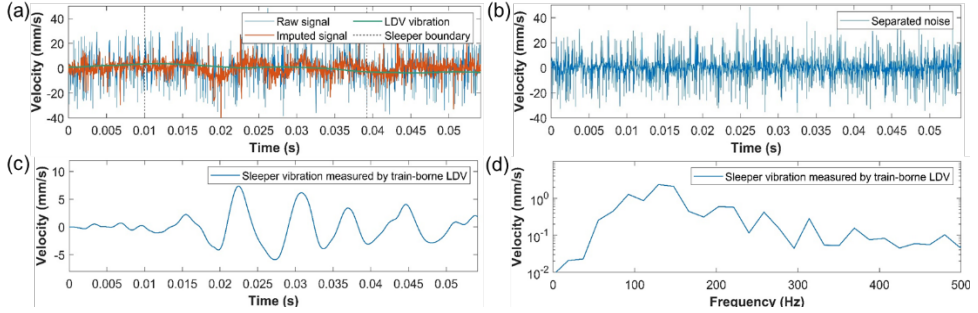 (a)
Raw signal LDV vibration
Imputed signal Sleeper boundary
Velocity (mm/s)
40
20
0
-20
-40
0 0.005 0.01 0.015 0.02 0.025 0.03 0.035 0.04 0.045 0.05
Time (s)
(b)
Separated noise
Velocity (mm/s)
40
20
0
-20
-40
0 0.005 0.01 0.015 0.02 0.025 0.03 0.035 0.04 0.045 0.05
Time (s)
(c)
Sleeper vibration measured by train-borne LDV
Velocity (mm/s)
10
5
0
-5
0 0.005 0.01 0.015 0.02 0.025 0.03 0.035 0.04 0.045 0.05
Time (s)
(d)
Sleeper vibration measured by train-borne LDV
Velocity (mm/s)
10^0
10^-1
10^-2
0 100 200 300 400 500
Frequency (Hz)